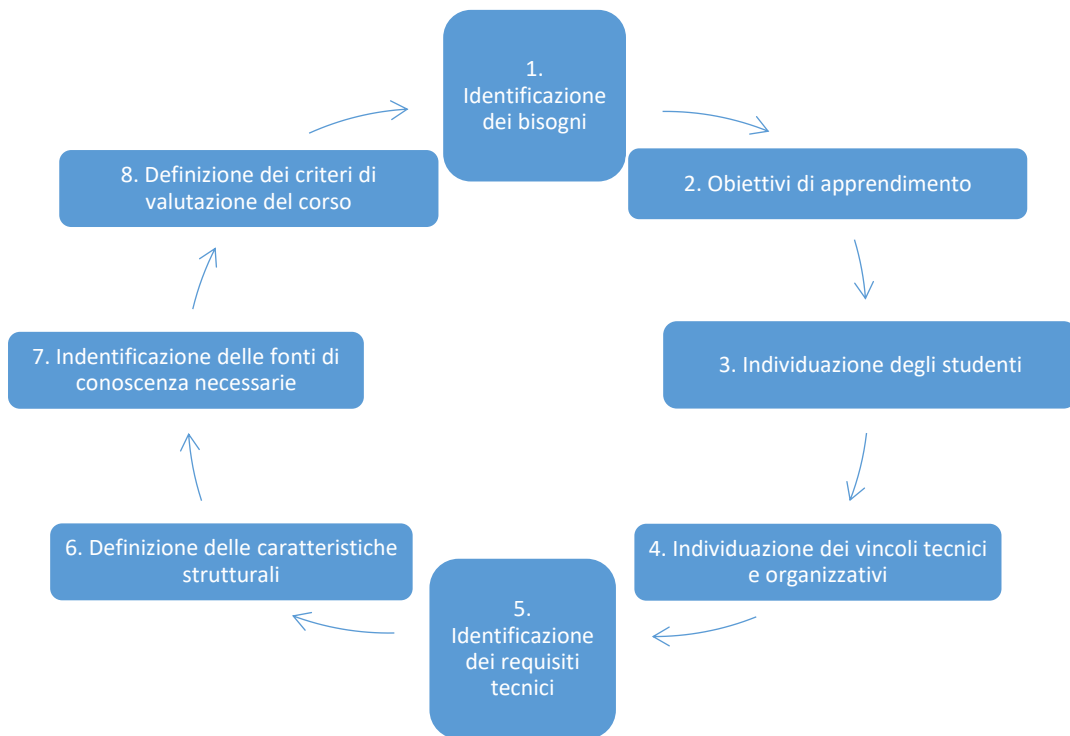 1.
Identificazione
dei bisogni
2. Obiettivi di apprendimento
3. Individuazione degli studenti
4. Individuazione dei vincoli tecnici
e organizzativi
5.
Identificazione
dei requisiti
tecnici
6. Definizione delle caratteristiche
strutturali
7. Indentificazione delle fonti di
conoscenza necessarie
8. Definizione dei criteri di
valutazione del corso